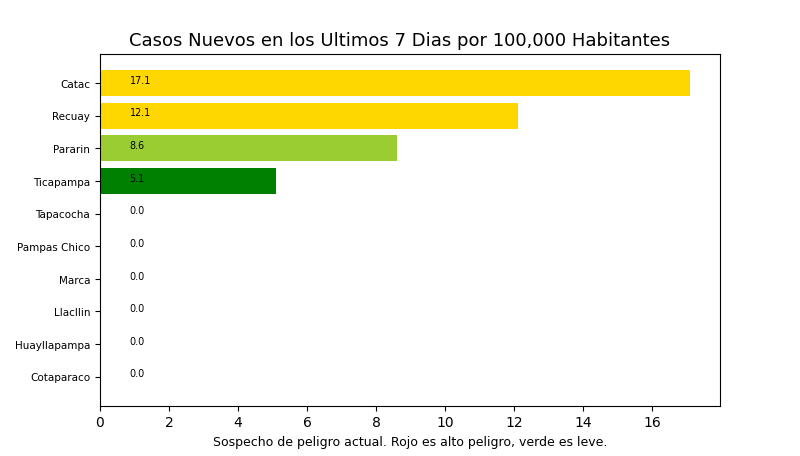 Casos Nuevos en los Ultimos 7 Dias por 100,000 Habitantes
Catac 17.1
Recuay 12.1
Pararin 8.6
Ticapampa 5.1
Tapacocha 0.0
Pampas Chico 0.0
Marca 0.0
Llacllin 0.0
Huayllapampa 0.0
Cotaparaco 0.0
0 2 4 6 8 10 12 14 16
Sospecho de peligro actual. Rojo es alto peligro, verde es leve.